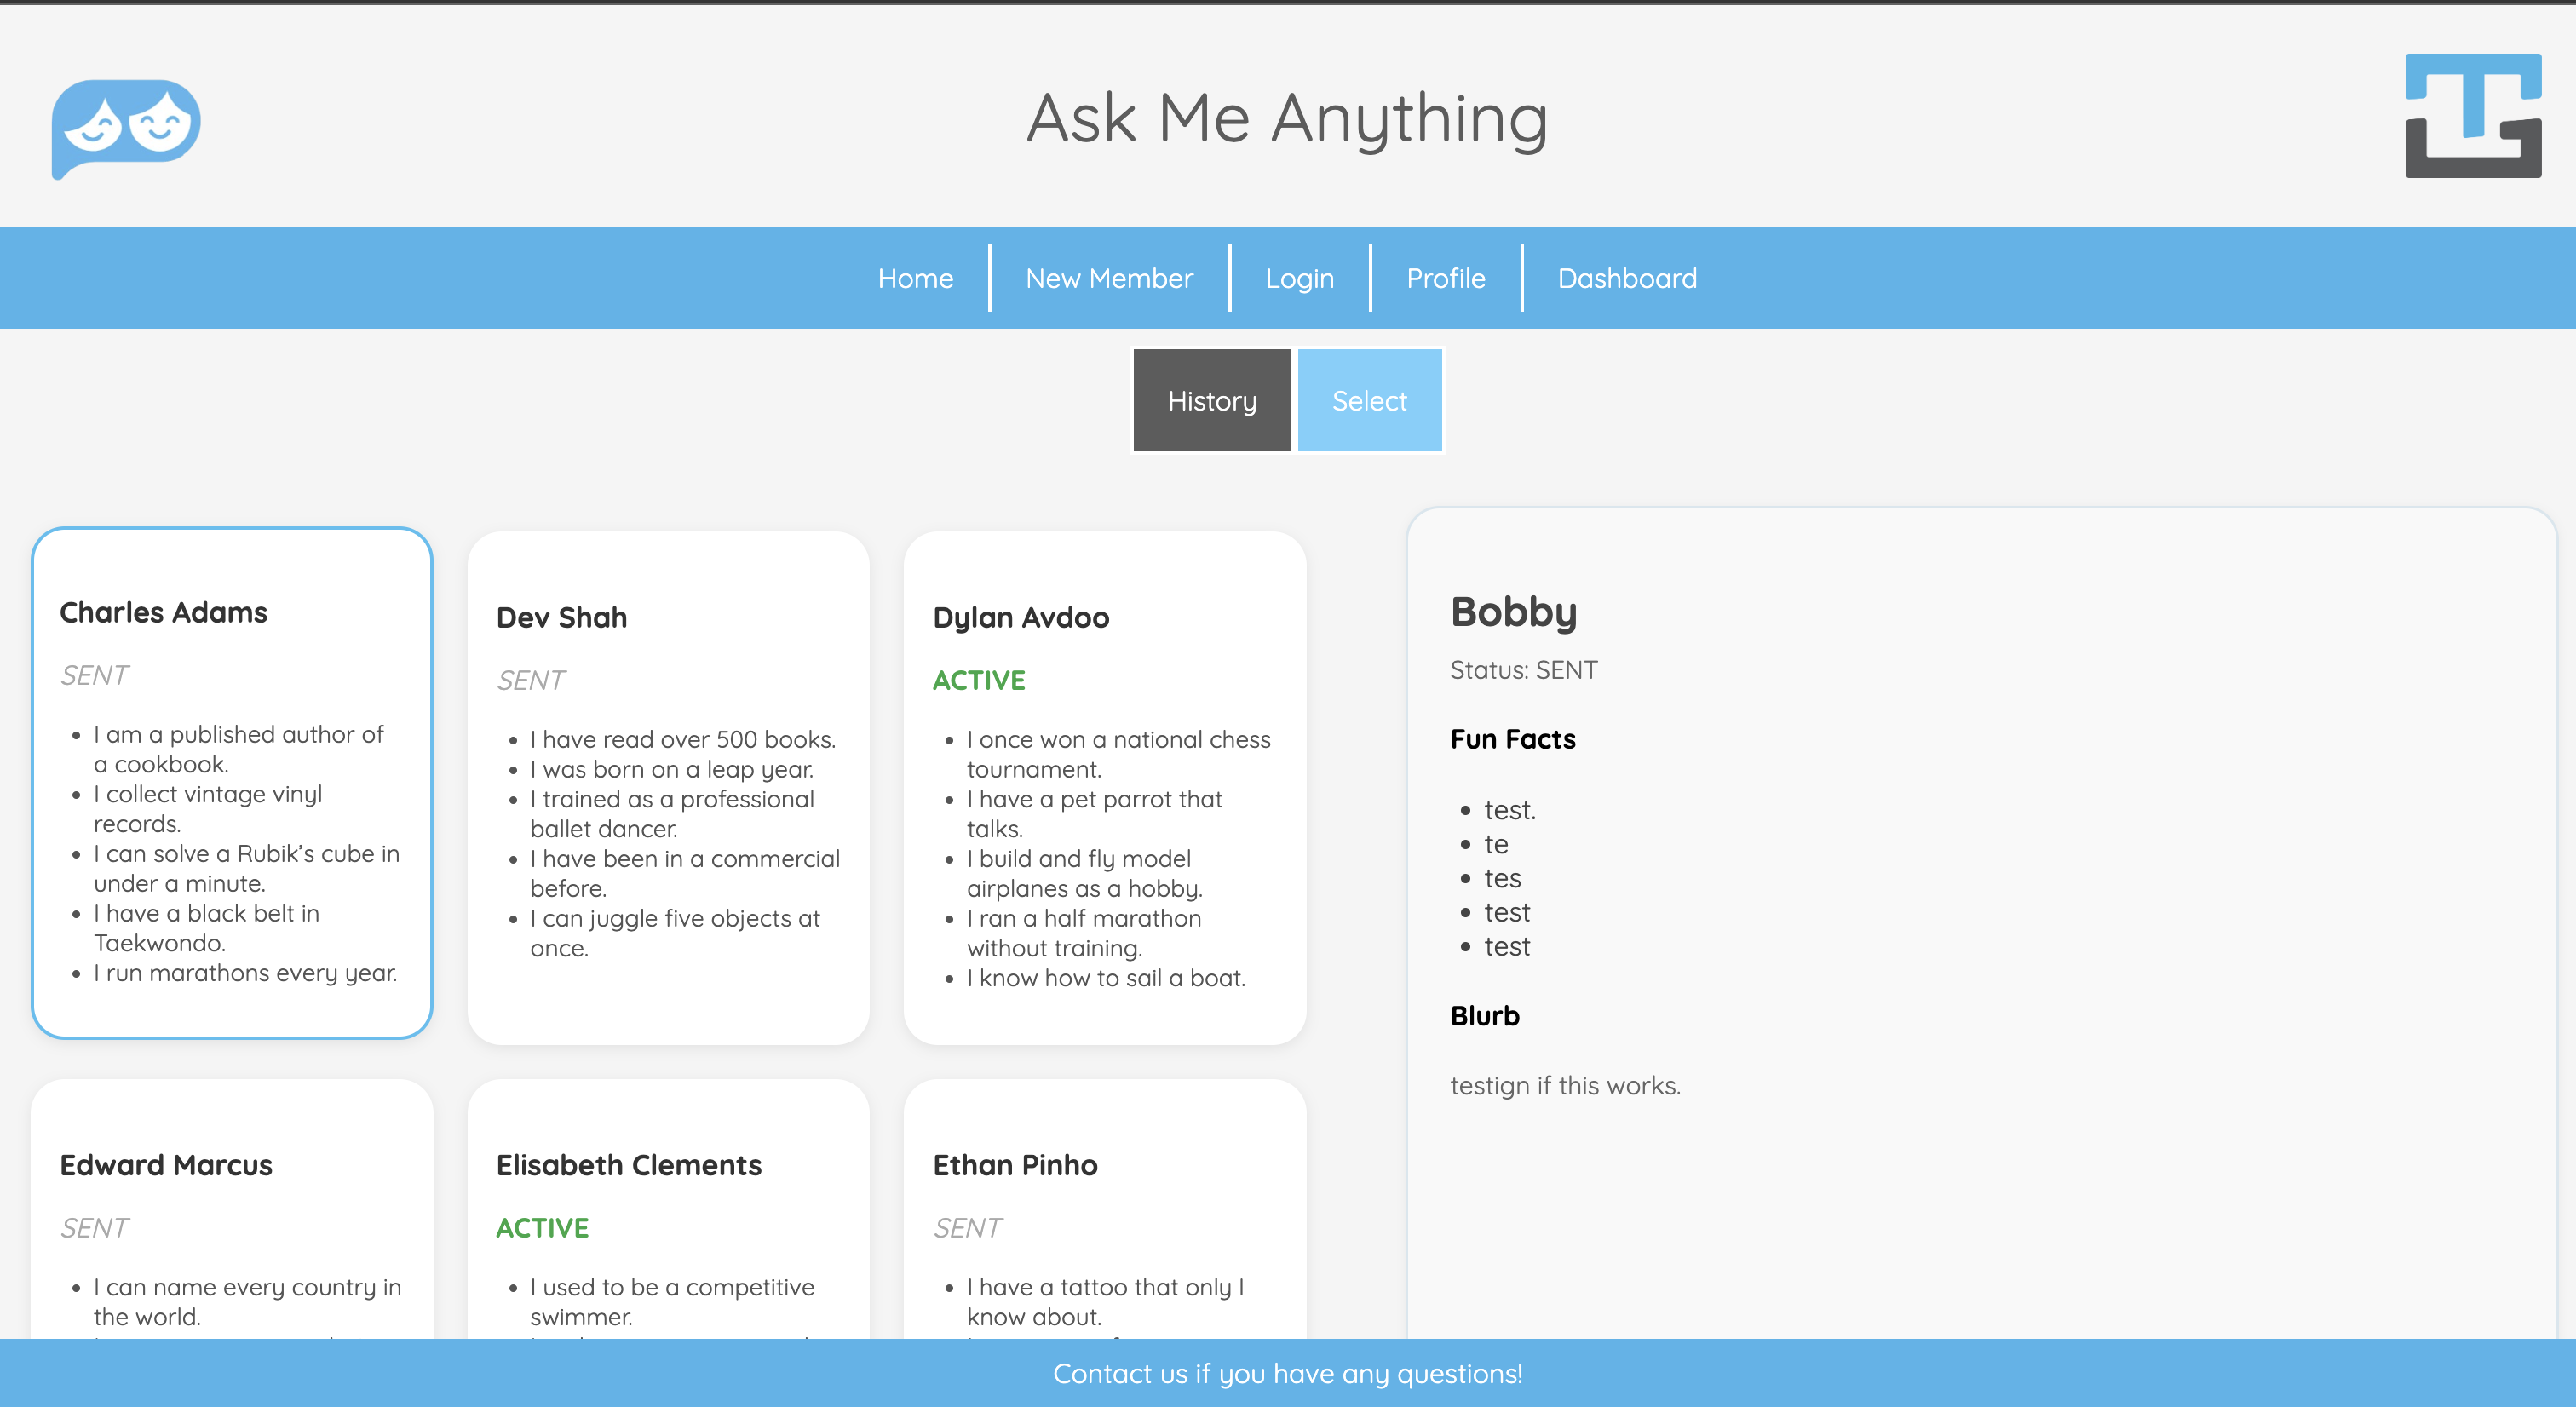 Ask Me Anything
Home
New Member
Login
Profile
Dashboard
History
Select
Charles Adams
SENT
• I am a published author of
a cookbook.
• I collect vintage vinyl
records.
• I can solve a Rubik’s cube in
under a minute.
• I have a black belt in
Taekwondo.
• I run marathons every year.
Dev Shah
SENT
• I have read over 500 books.
• I was born on a leap year.
• I trained as a professional
ballet dancer.
• I have been in a commercial
before.
• I can juggle five objects at
once.
Dylan Avdoo
ACTIVE
• I once won a national chess
tournament.
• I have a pet parrot that
talks.
• I build and fly model
airplanes as a hobby.
• I ran a half marathon
without training.
• I know how to sail a boat.
Edward Marcus
SENT
• I can name every country in
the world.
Elisabeth Clements
ACTIVE
• I used to be a competitive
swimmer.
Ethan Pinho
SENT
• I have a tattoo that only I
know about.
Bobby
Status: SENT
Fun Facts
• test.
• te
• tes
• test
• test
Blurb
testign if this works.
Contact us if you have any questions!